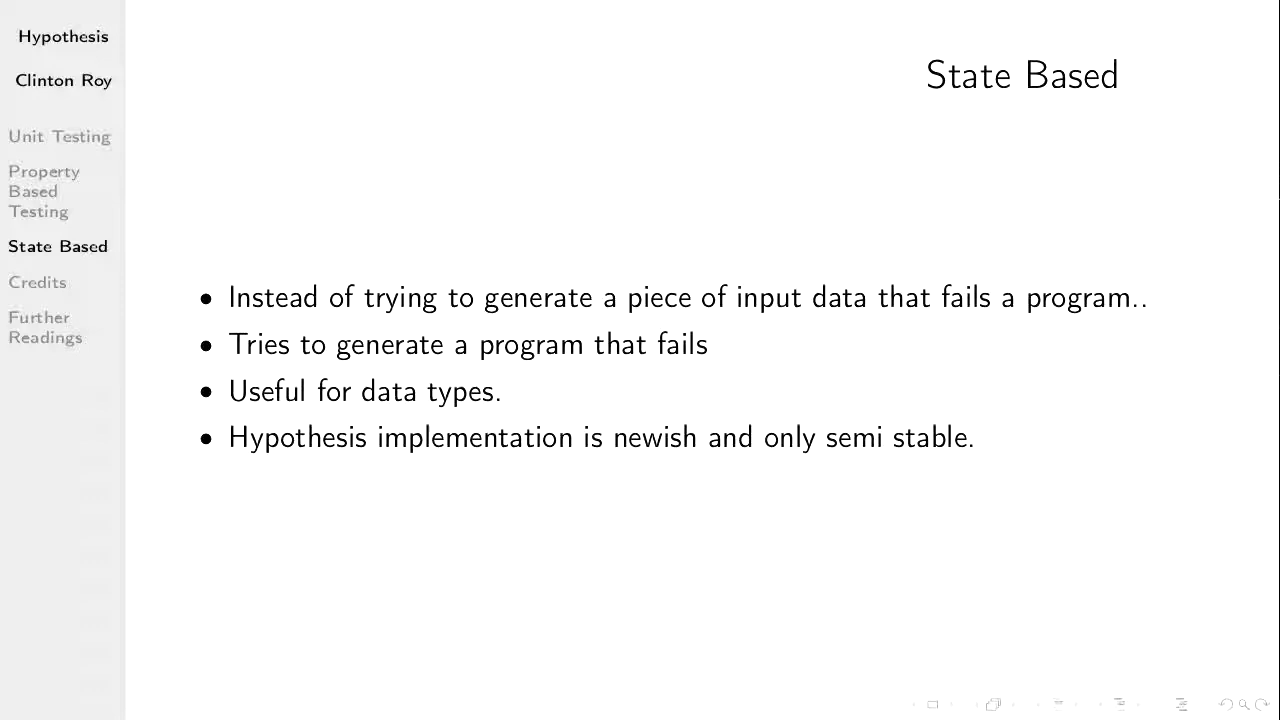 Hypothesis
Clinton Roy
Unit Testing
Property
Based
Testing
State Based
Credits
Further
Readings
State Based
• Instead of trying to generate a piece of input data that fails a program..
• Tries to generate a program that fails
• Useful for data types.
• Hypothesis implementation is newish and only semi stable.